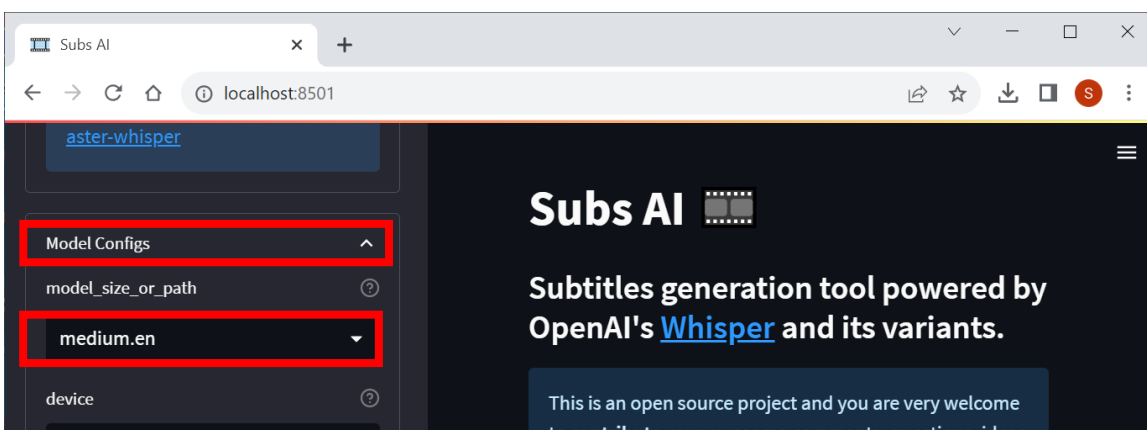 Subs AI
localhost:8501
S
aster-whisper
Model Configs
model_size_or_path
medium.en
device
Subs AI
Subtitles generation tool powered by
OpenAI's Whisper and its variants.
This is an open source project and you are very welcome